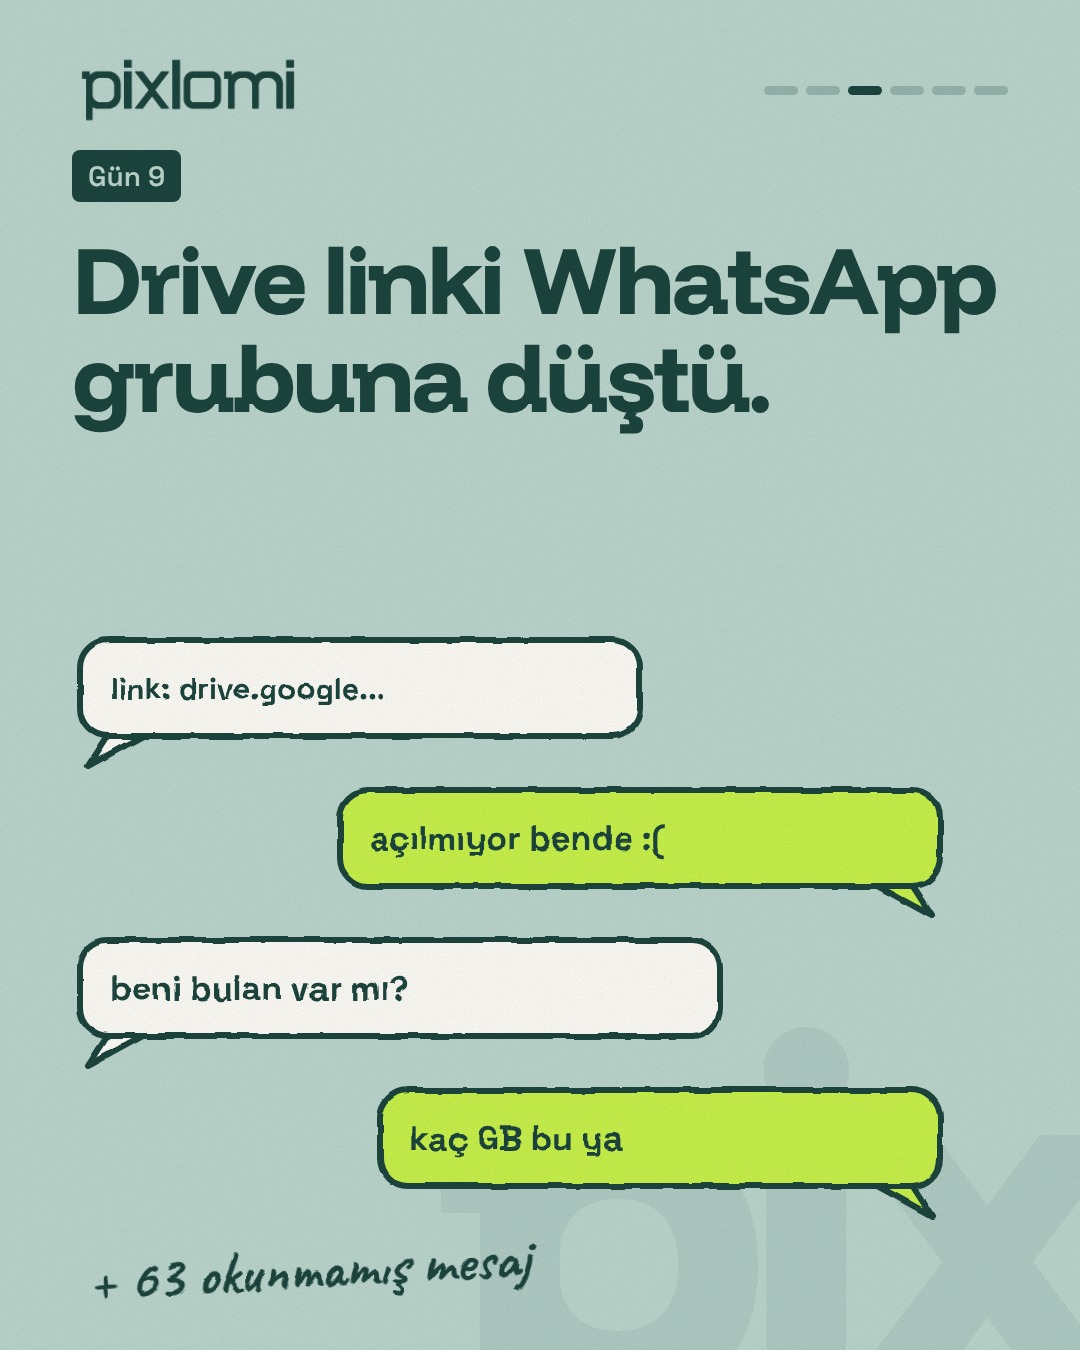 pixlomi
Gün 9
Drive linki WhatsApp
grubuna düştü.
link: drive.google...
açılmıyor bende :(
beni bulan var mı?
kaç GB bu ya
+ 63 okunmamış mesaj
pix